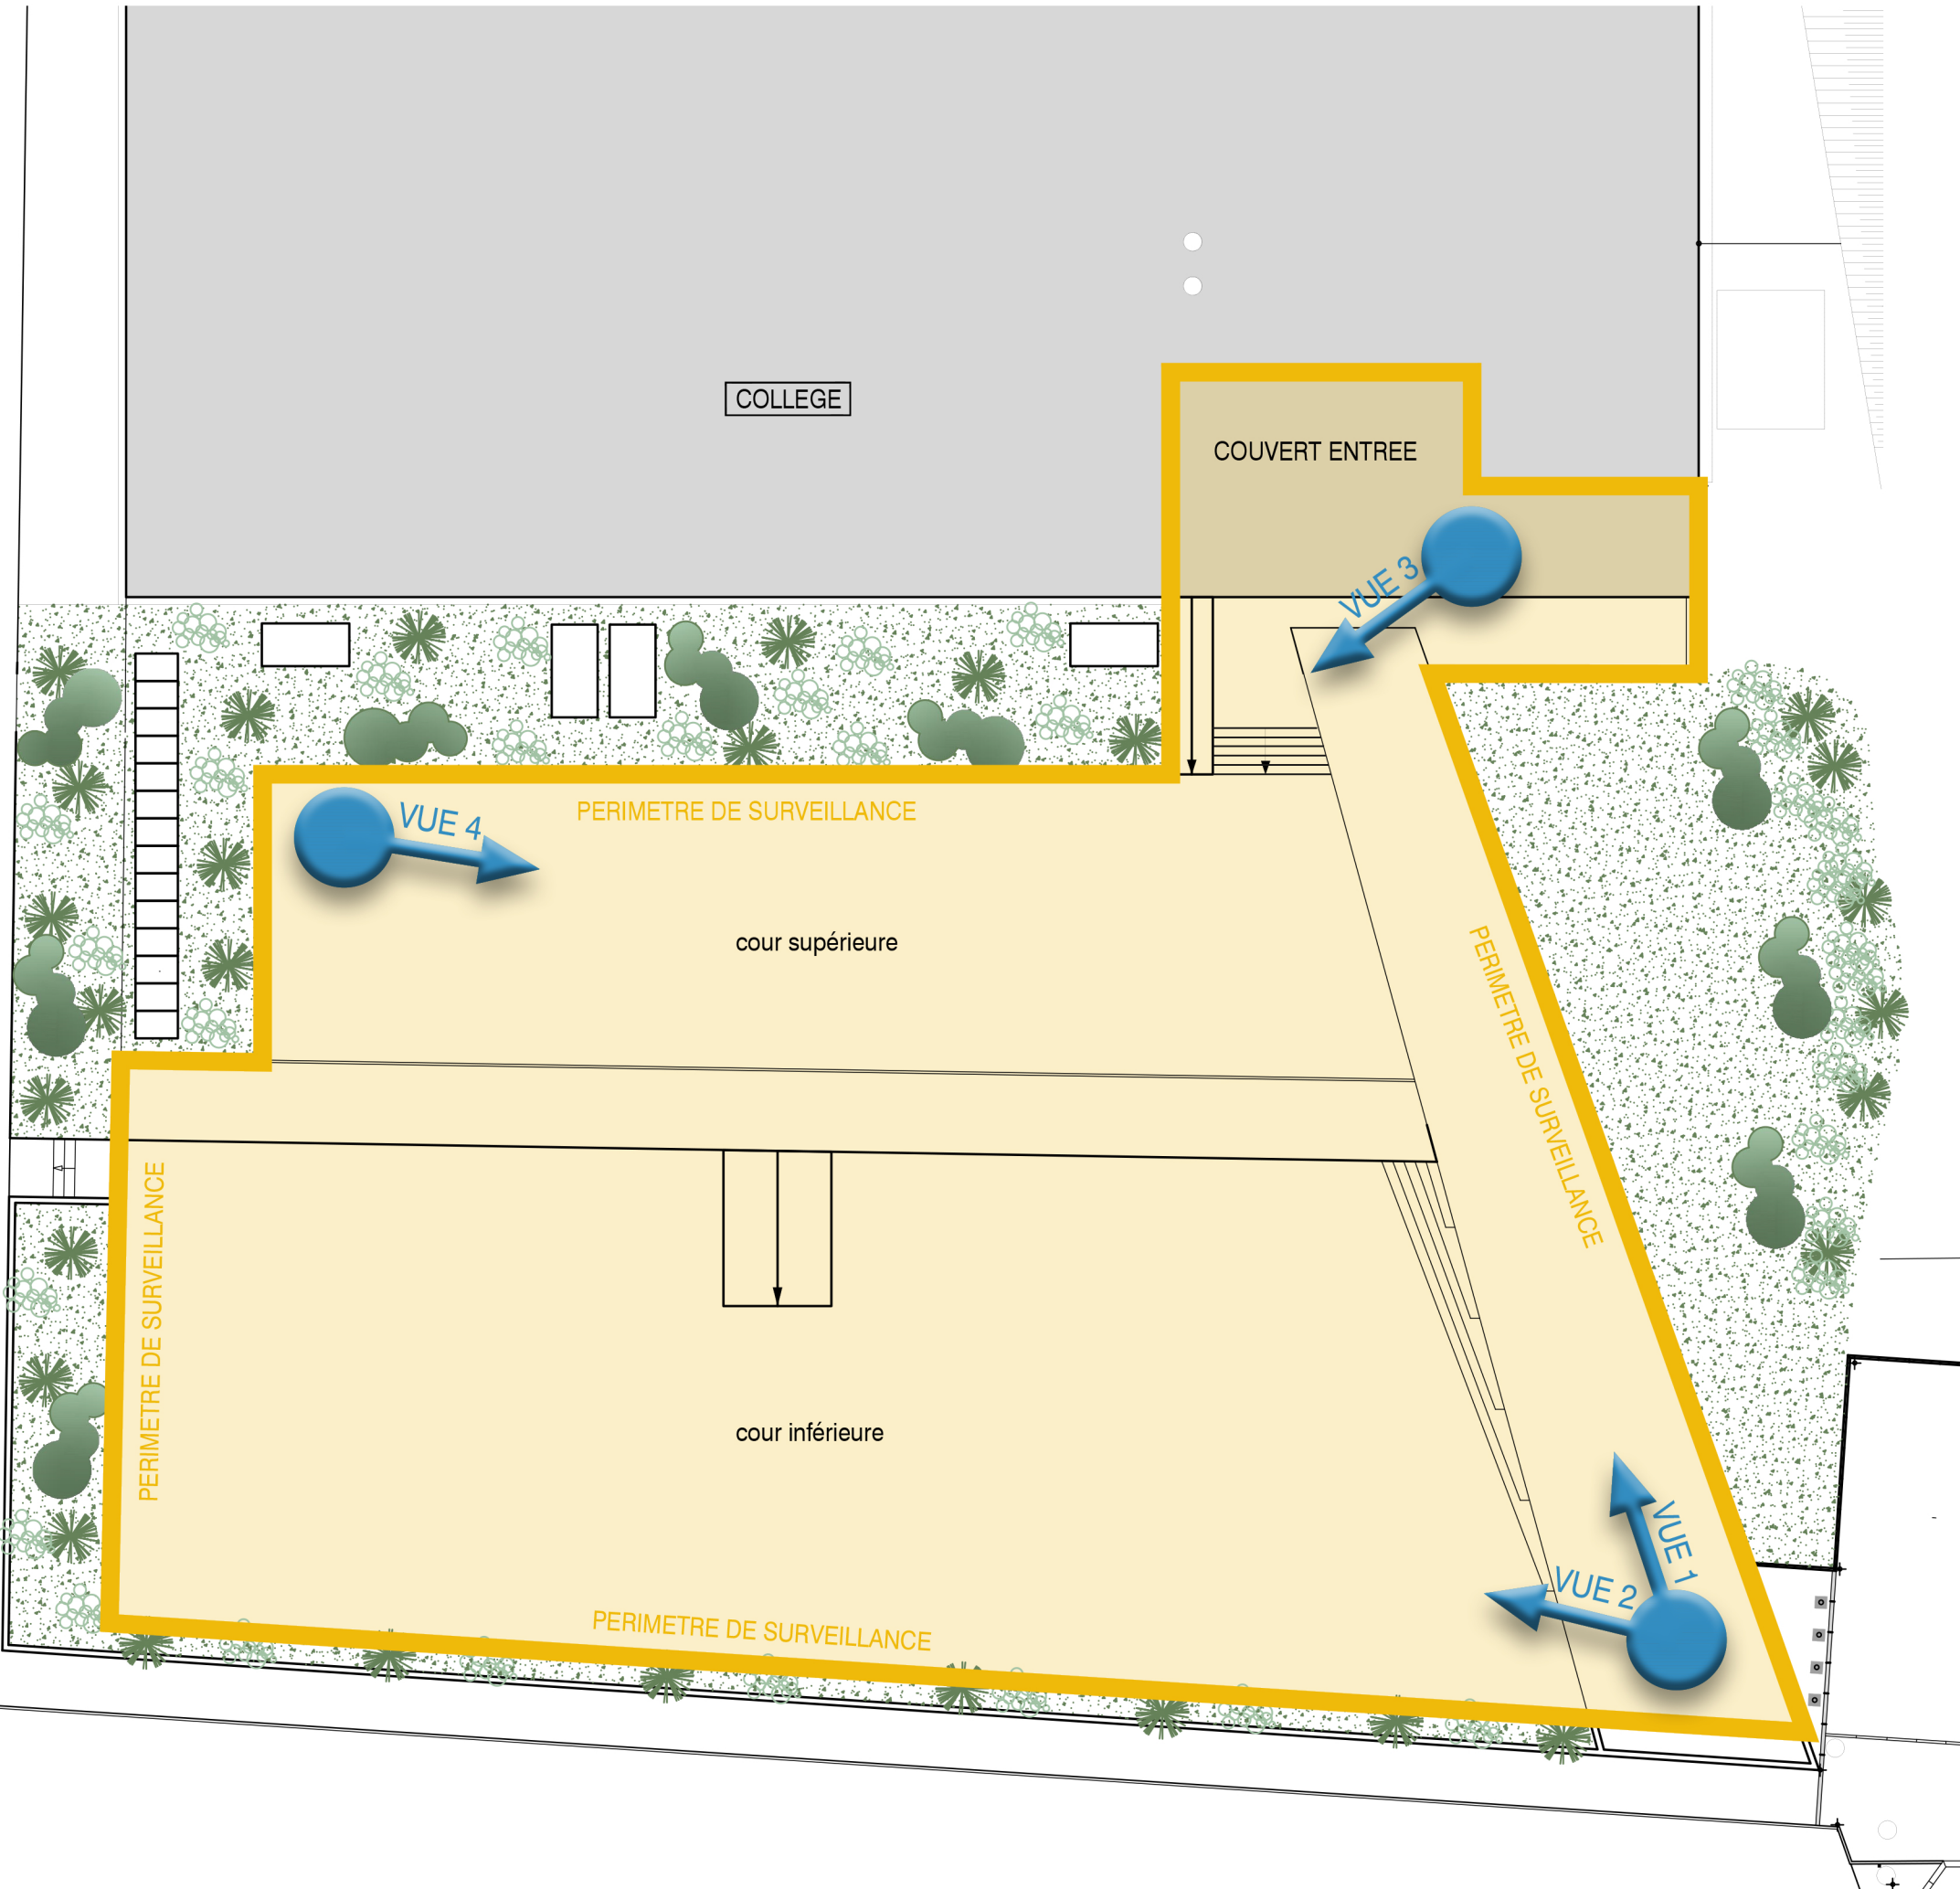 COLLEGE
COUVERT ENTREE
VUE 3
PERIMETRE DE SURVEILLANCE
VUE 4
cour supérieure
PERIMETRE DE SURVEILLANCE
PERIMETRE DE SURVEILLANCE
cour inférieure
VUE 1
VUE 2
PERIMETRE DE SURVEILLANCE